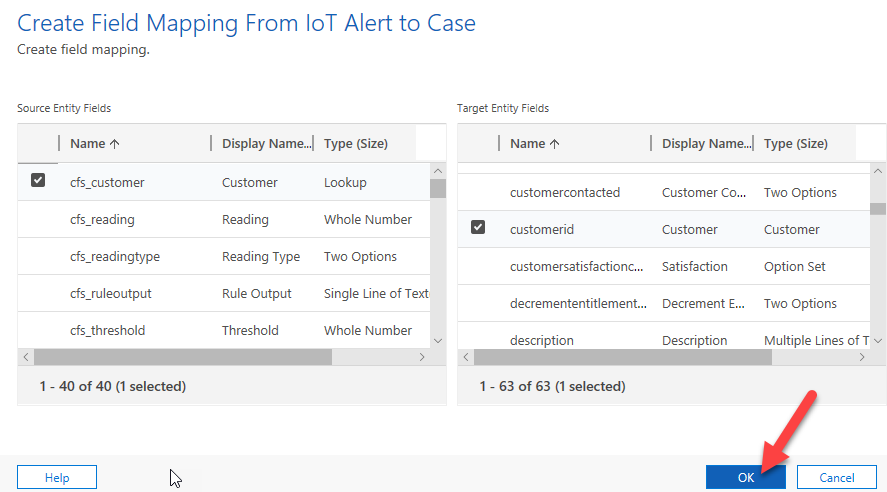 Create Field Mapping From IoT Alert to Case
Create field mapping.
Source Entity Fields
Name Display Name... Type (Size)
cfs_customer Customer Lookup
cfs_reading Reading Whole Number
cfs_readingtype Reading Type Two Options
cfs_ruleoutput Rule Output Single Line of Text
cfs_threshold Threshold Whole Number
1 - 40 of 40 (1 selected)
Target Entity Fields
Name Display Name... Type (Size)
customercontacted Customer Co... Two Options
customerid Customer Customer
customersatisfactionc... Satisfaction Option Set
decremententitlement... Decrement E... Two Options
description Description Multiple Lines of T
1 - 63 of 63 (1 selected)
Help OK Cancel